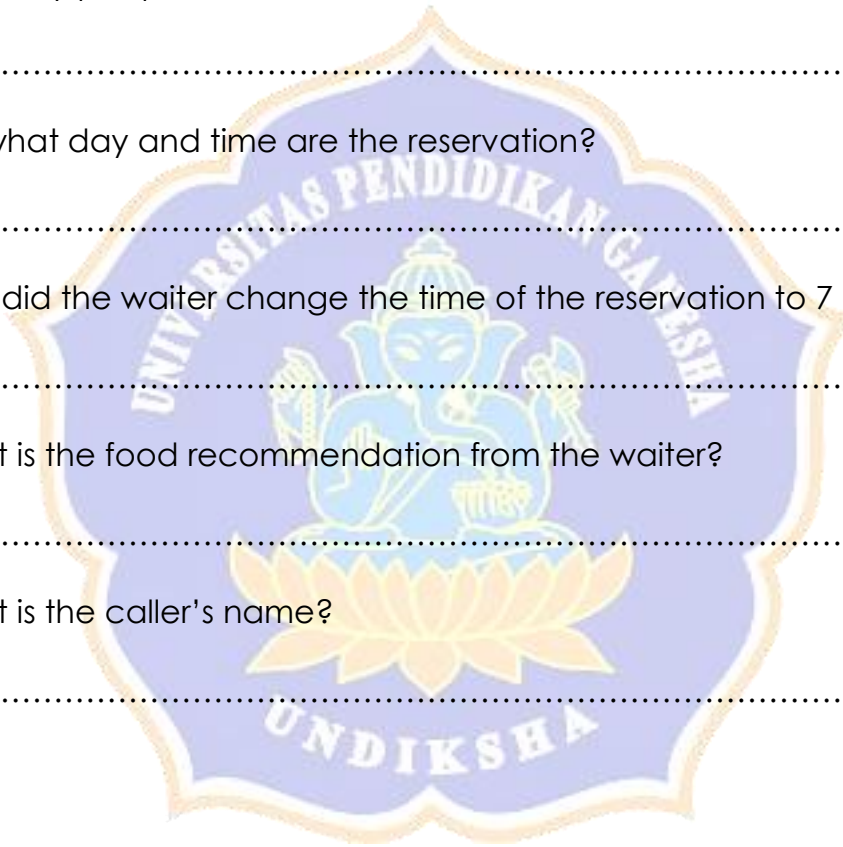 ................................................................................
what day and time are the reservation?
................................................................................
did the waiter change the time of the reservation to 7
................................................................................
t is the food recommendation from the waiter?
................................................................................
t is the caller's name?
................................................................................
UNIVERSITAS PENDIDIKAN GANESHA
UNDIKSHA